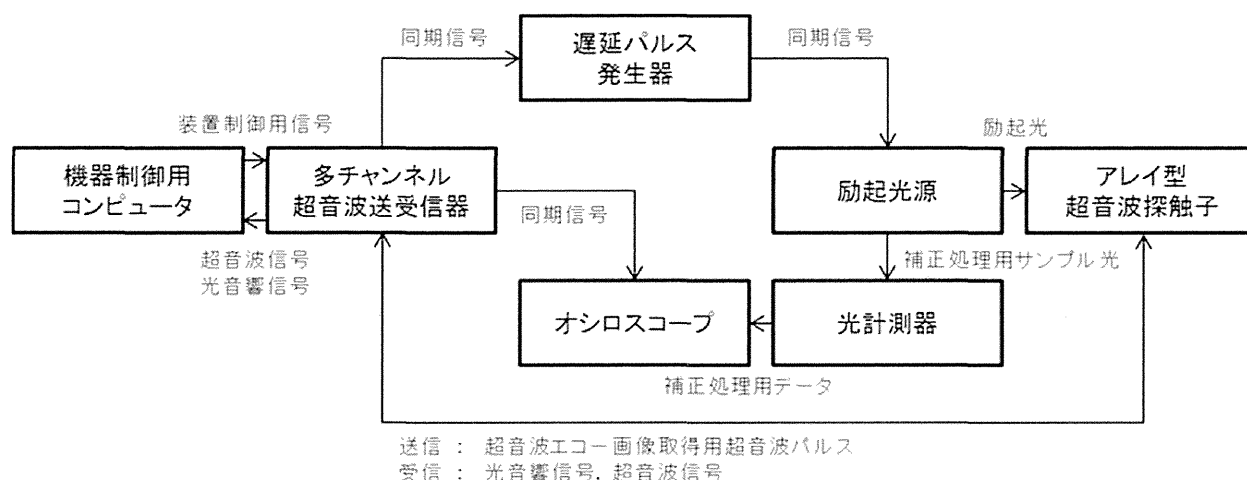 同期信号
遅延パルス
発生器
同期信号
装置制御用信号
励起光
機器制御用
コンピュータ
多チャンネル
超音波送受信器
同期信号
励起光源
アレイ型
超音波探触子
超音波信号
光音響信号
補正処理用サンプル光
オシロスコープ
光計測器
補正処理用データ
送信 : 超音波エコー画像取得用超音波パルス
受信 : 光音響信号, 超音波信号